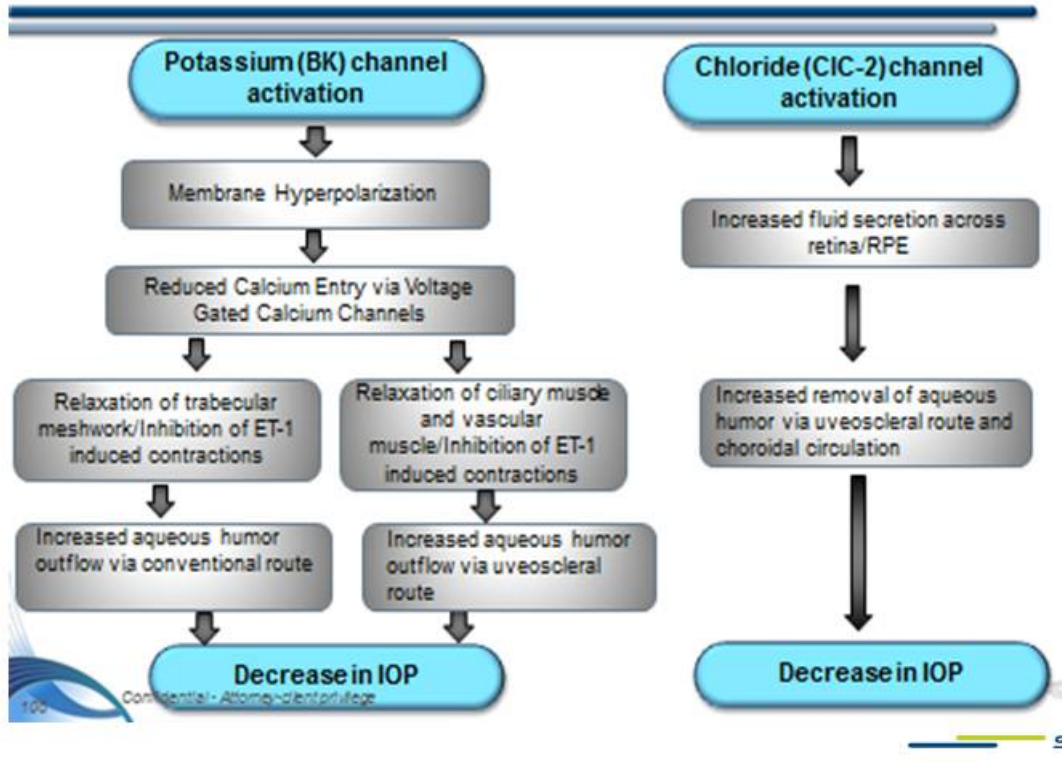 Potassium (BK) channel
activation
Membrane Hyperpolarization
Reduced Calcium Entry via Voltage
Gated Calcium Channels
Relaxation of trabecular
meshwork/Inhibition of ET-1
induced contractions
Relaxation of ciliary muscle
and vascular
muscle/Inhibition of ET-1
induced contractions
Increased aqueous humor
outflow via conventional route
Increased aqueous humor
outflow via uveoscleral
route
Decrease in IOP
Chloride (ClC-2) channel
activation
Increased fluid secretion across
retina/RPE
Increased removal of aqueous
humor via uveoscleral route and
choroidal circulation
Decrease in IOP
Confidential - Attorney-client privilege